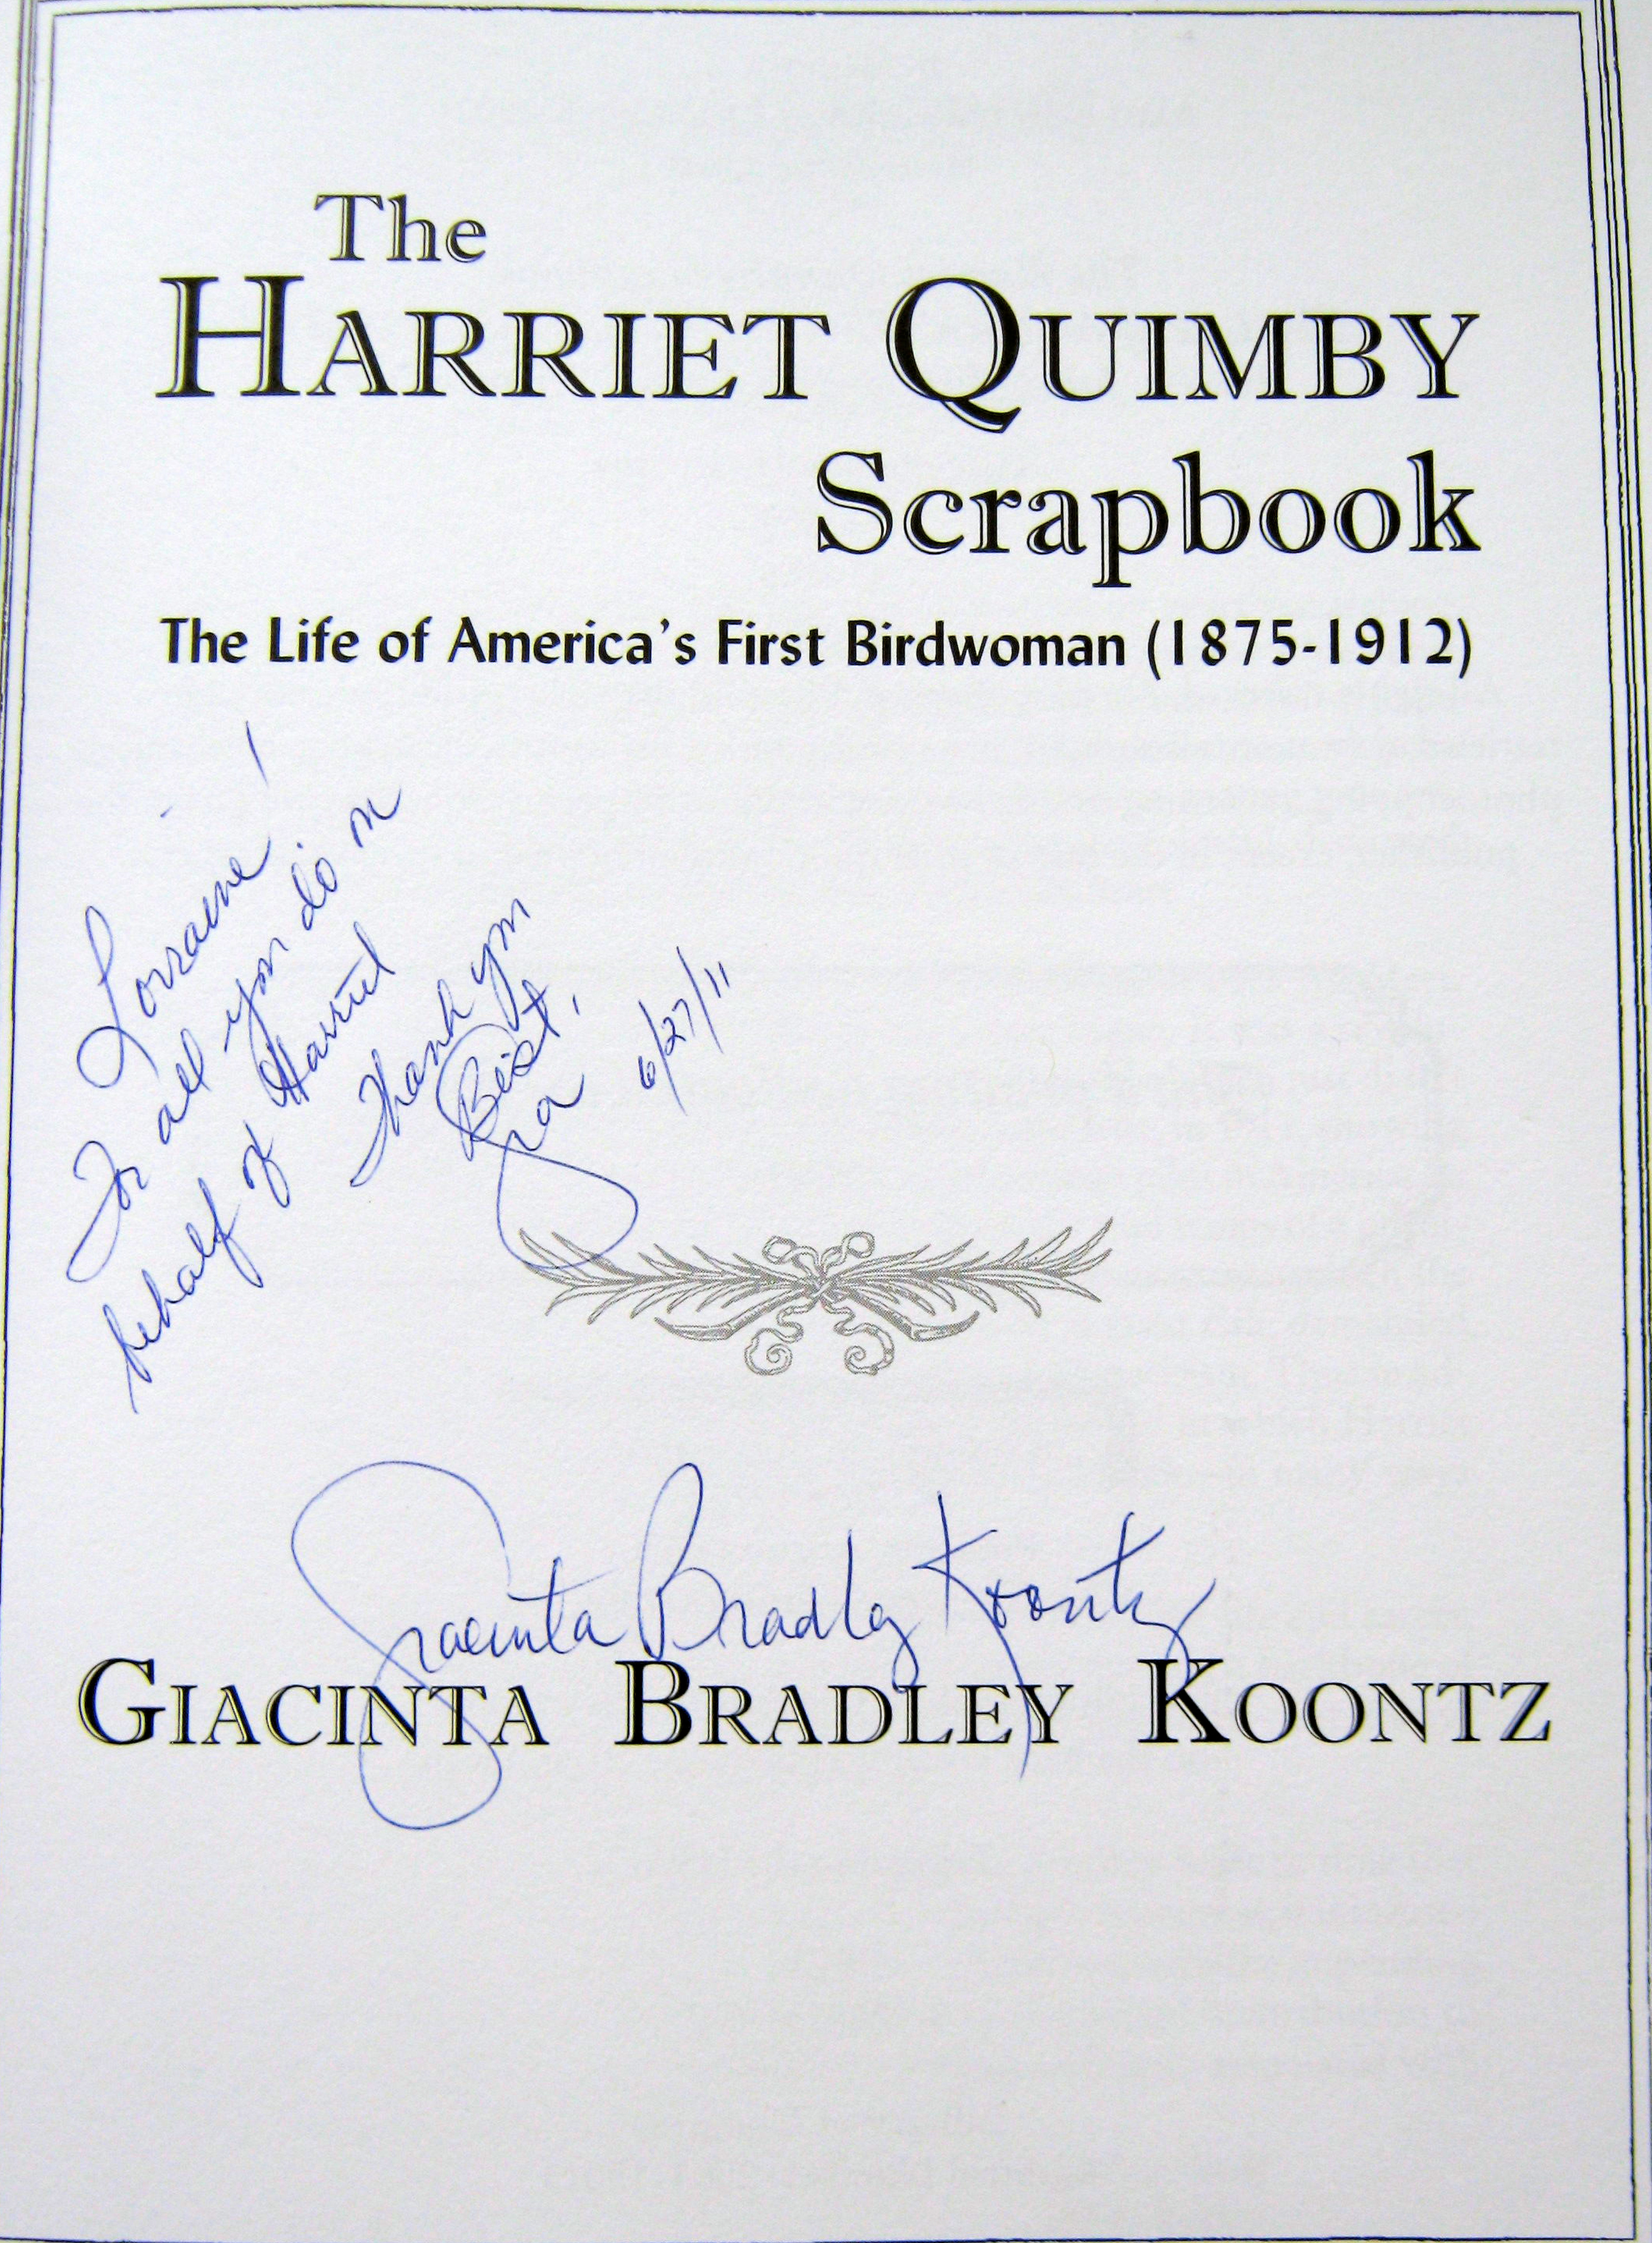 The
HARRIET QUIMBY
Scrapbook
The Life of America's First Birdwoman (1875-1912)
Lorraine!
For all you do on
behalf of Harriet
Thank you
Best,
Gia
6/27/11
Giacinta Bradley Koontz
GIACINTA BRADLEY KOONTZ